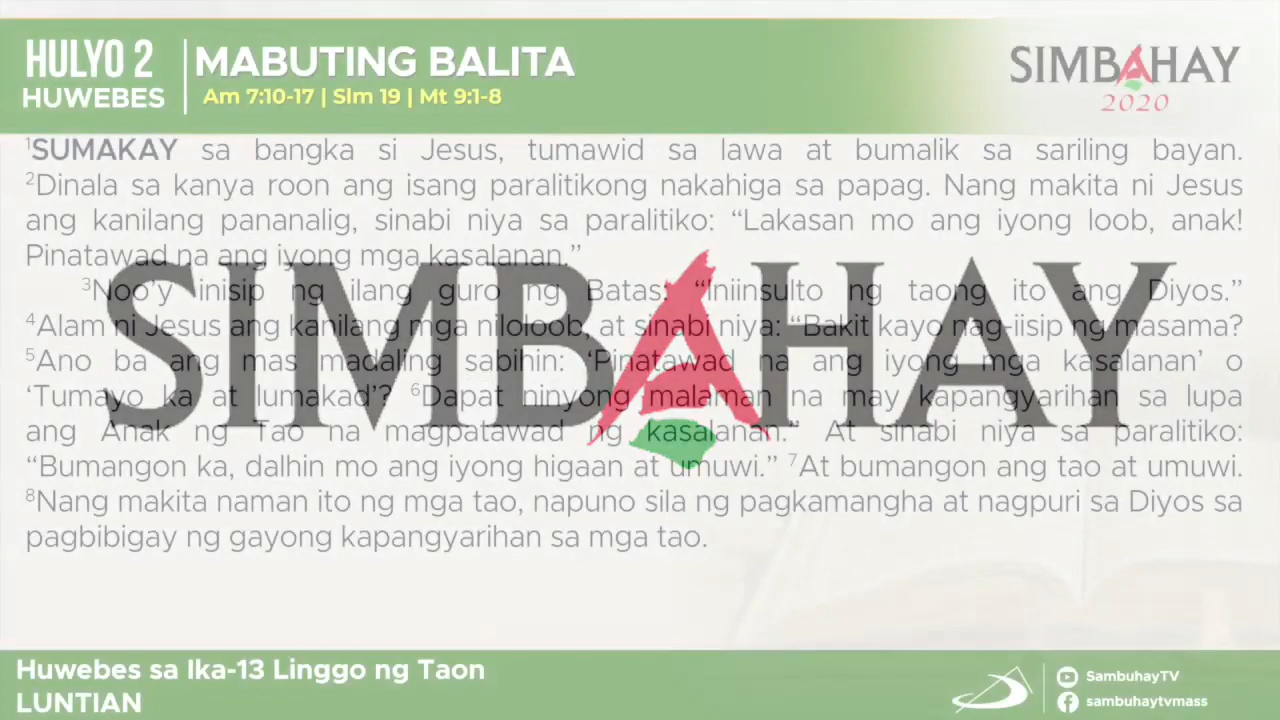 HULYO 2
HUWEBES
MABUTING BALITA
Am 7:10-17 | Slm 19 | Mt 9:1-8
SIMBAHAY
2020
¹SUMAKAY sa bangka si Jesus, tumawid sa lawa at bumalik sa sariling bayan.
²Dinala sa kanya roon ang isang paralitikong nakahiga sa papag. Nang makita ni Jesus
ang kanilang pananalig, sinabi niya sa paralitiko: “Lakasan mo ang iyong loob, anak!
Pinatawad na ang iyong mga kasalanan.”
³Noo’y inisip ng ilang guro ng Batas: “Iniinsulto ng taong ito ang Diyos.”
⁴Alam ni Jesus ang kanilang mga niloloob, at sinabi niya: “Bakit kayo nag-iisip ng masama?
⁵Ano ba ang mas madaling sabihin: ‘Pinatawad na ang iyong mga kasalanan’ o
‘Tumayo ka at lumakad’? ⁶Dapat ninyong malaman na may kapangyarihan sa lupa
ang Anak ng Tao na magpatawad ng kasalanan.” At sinabi niya sa paralitiko:
“Bumangon ka, dalhin mo ang iyong higaan at umuwi.” ⁷At bumangon ang tao at umuwi.
⁸Nang makita naman ito ng mga tao, napuno sila ng pagkamangha at nagpuri sa Diyos sa
pagbibigay ng gayong kapangyarihan sa mga tao.
SIMBAHAY
Huwebes sa Ika-13 Linggo ng Taon
LUNTIAN
SambuhayTV
sambuhaytvmass